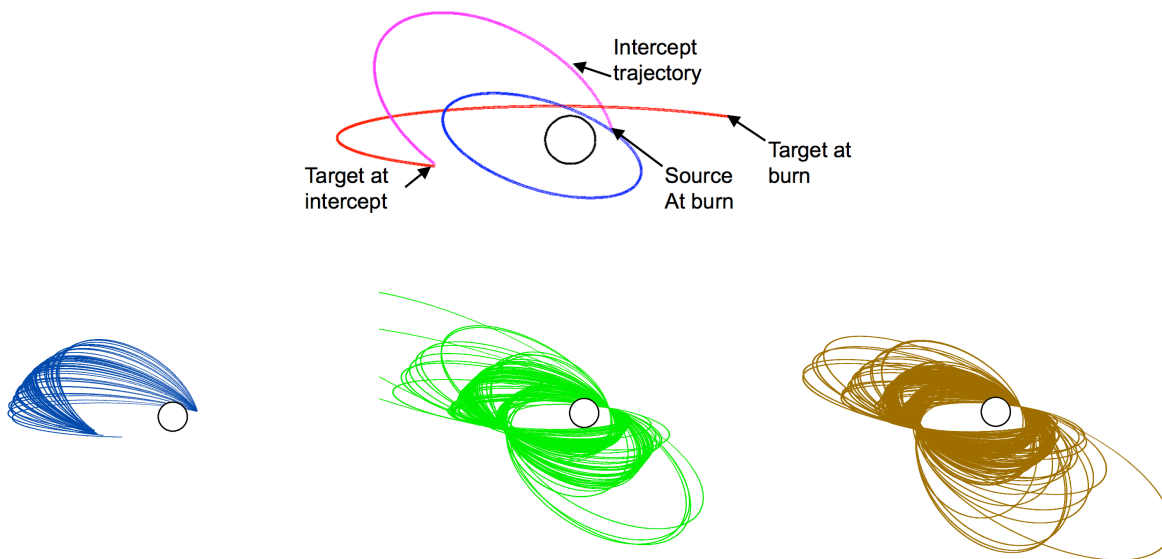 Intercept
trajectory
Target at
intercept
Source
At burn
Target at
burn